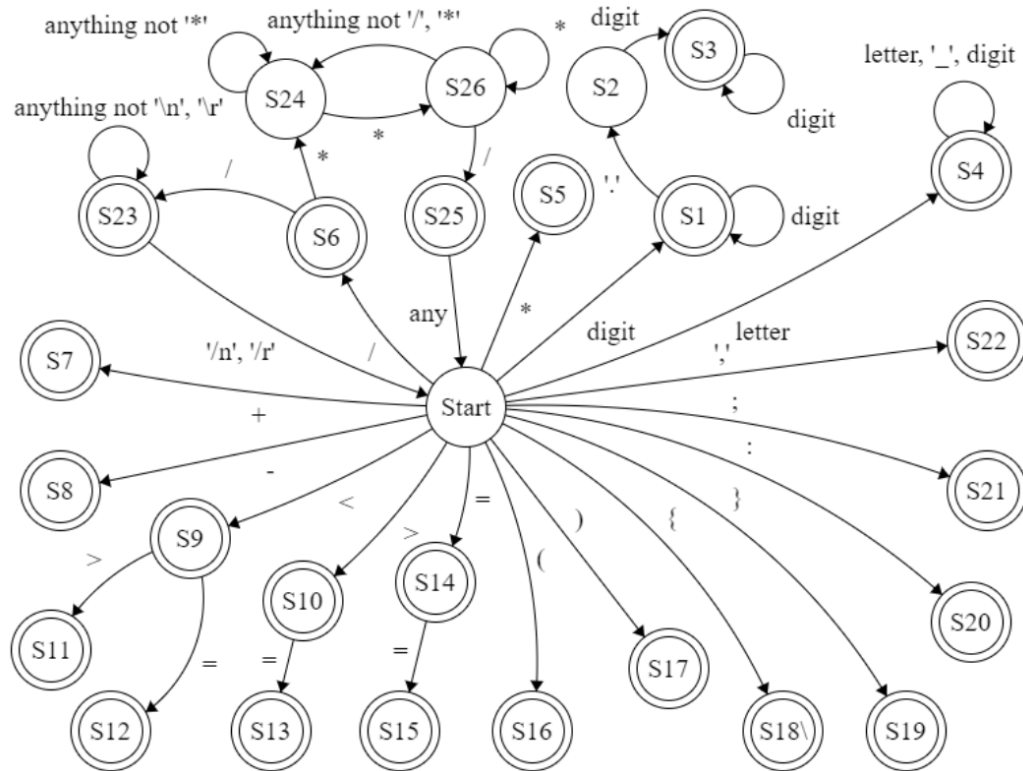 anything not '*'
anything not '/', '*'
*
digit
S3
letter, '_', digit
S24
S26
S2
anything not '\n', '\r'
*
digit
*
/
/
S4
S23
S6
S25
S5
'.'
S1
digit
any
*
digit
letter
S22
S7
'/n', '/r'
/
','
Start
;
+
:
S8
-
S21
S9
<
>
=
)
{
}
>
(
S14
S10
S20
S11
=
=
=
S17
S12
S13
S15
S16
S18\
S19